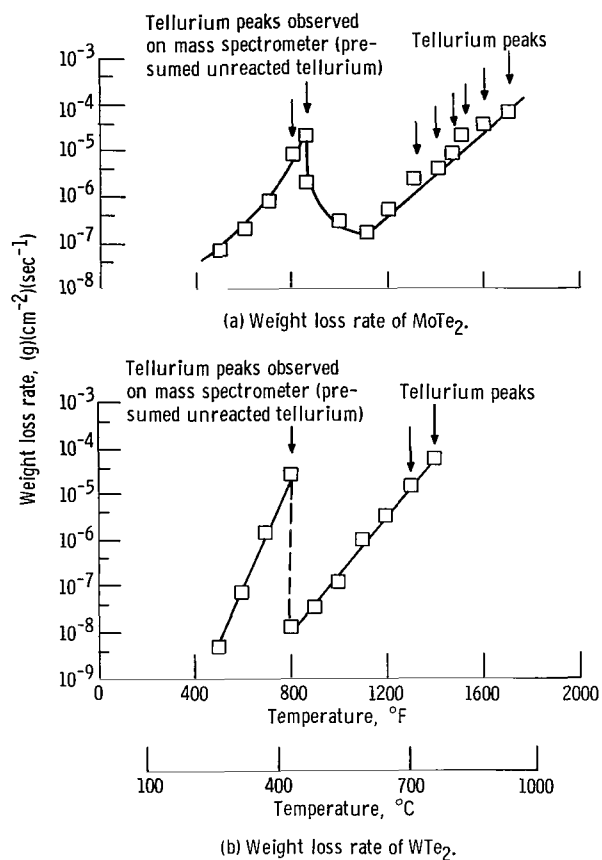 Tellurium peaks observed
on mass spectrometer (pre-
sumed unreacted tellurium)
Tellurium peaks
10⁻³
10⁻⁴
10⁻⁵
10⁻⁶
10⁻⁷
10⁻⁸
(a) Weight loss rate of MoTe₂.
Weight loss rate, (g)(cm⁻²)(sec⁻¹)
Tellurium peaks observed
on mass spectrometer (pre-
sumed unreacted tellurium)
Tellurium peaks
10⁻³
10⁻⁴
10⁻⁵
10⁻⁶
10⁻⁷
10⁻⁸
10⁻⁹
0 400 800 1200 1600 2000
Temperature, °F
100 400 700 1000
Temperature, °C
(b) Weight loss rate of WTe₂.